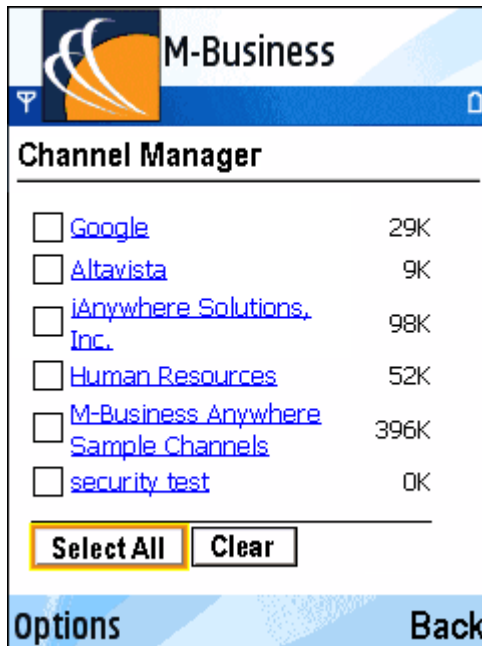 M-Business
Channel Manager
Google 29K
Altavista 9K
iAnywhere Solutions,
Inc. 98K
Human Resources 52K
M-Business Anywhere
Sample Channels 396K
security test 0K
Select All Clear
Options Back